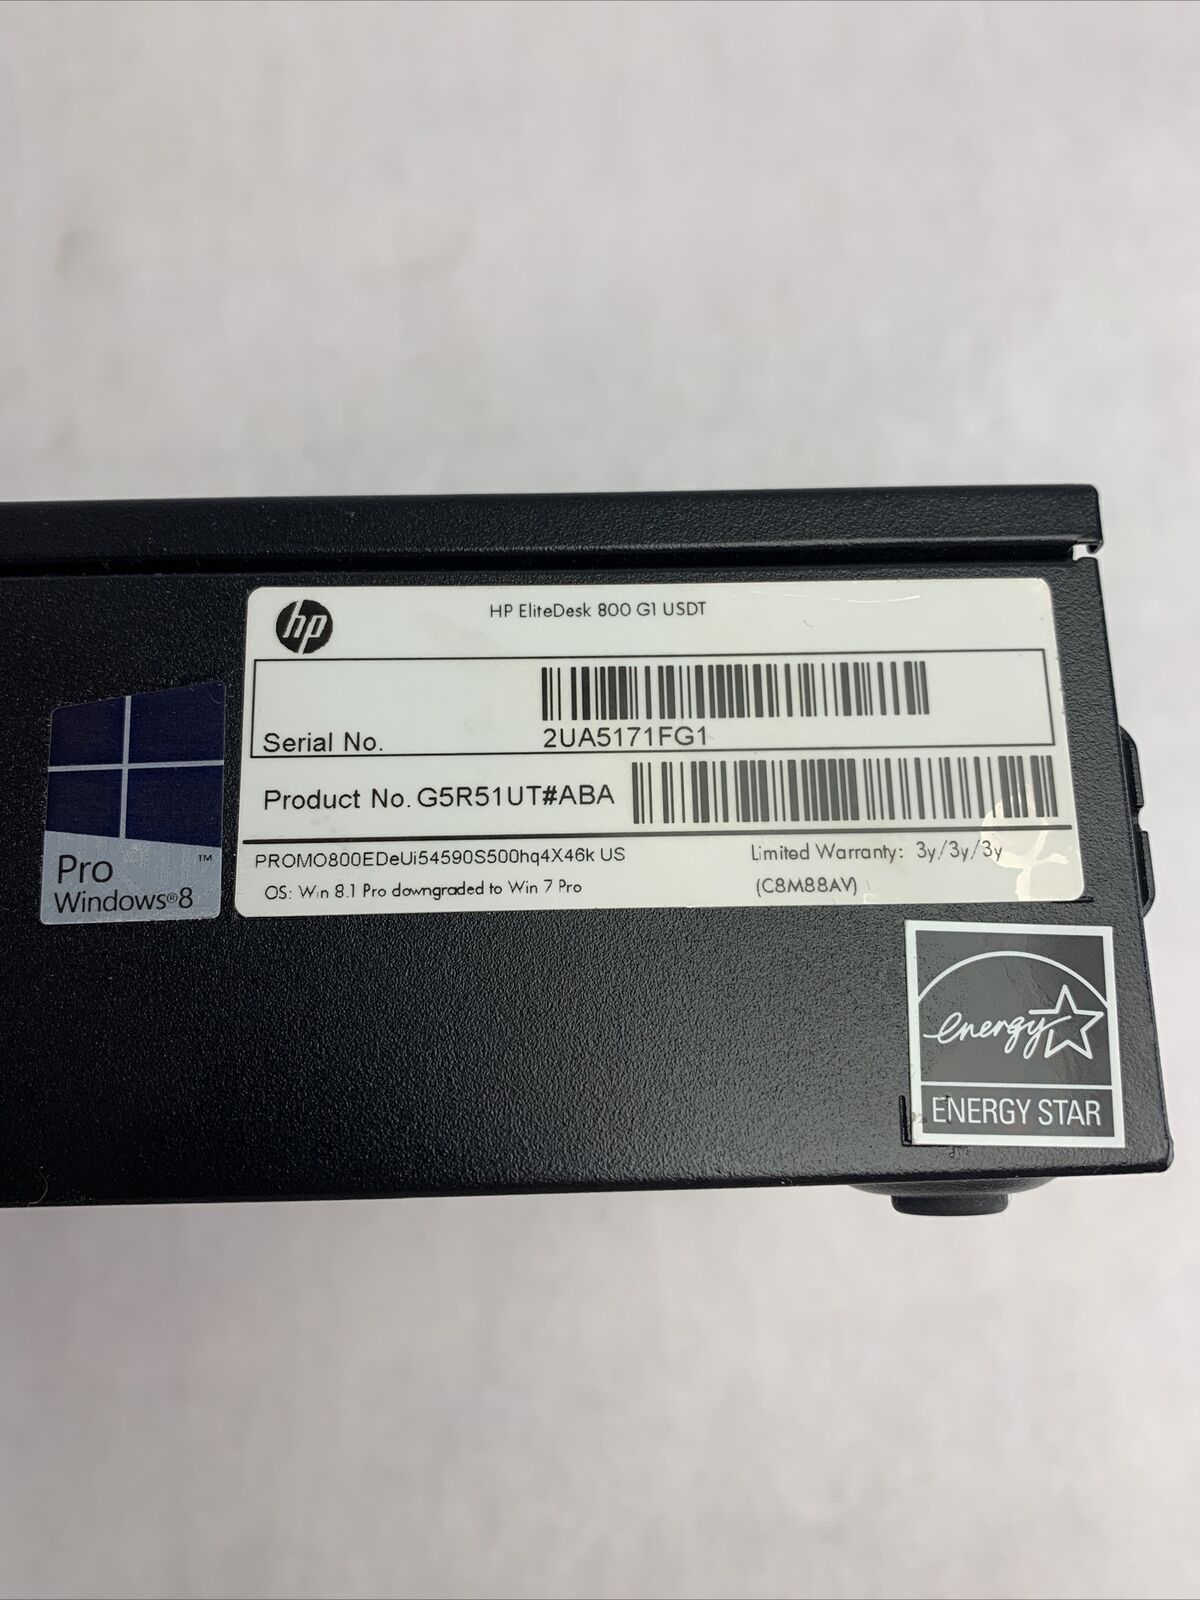 hp
HP EliteDesk 800 G1 USDT
Serial No.
2UA5171FG1
Product No. G5R51UT#ABA
PROMO800EDeUi54590S500hq4X46k US
Limited Warranty: 3y/3y/3y
OS: Win 8.1 Pro downgraded to Win 7 Pro
(C8M88AV)
Pro ™
Windows®8
energy
ENERGY STAR